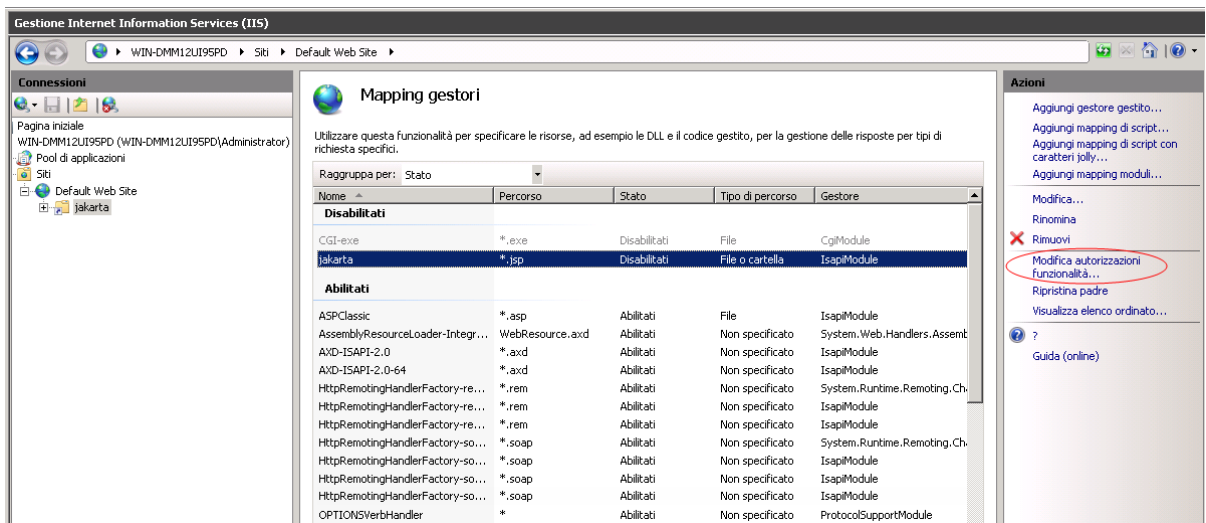 Gestione Internet Information Services (IIS)
WIN-DMM12UI95PD Siti Default Web Site
Connessioni
Pagina iniziale
WIN-DMM12UI95PD (WIN-DMM12UI95PD\Administrator)
Pool di applicazioni
Siti
Default Web Site
jakarta
Mapping gestori
Utilizzare questa funzionalità per specificare le risorse, ad esempio le DLL e il codice gestito, per la gestione delle risposte per tipi di
richiesta specifici.
Raggruppa per: Stato
Nome Percorso Stato Tipo di percorso Gestore
Disabilitati
CGI-exe *.exe Disabilitati File CgiModule
jakarta *.jsp Disabilitati File o cartella IsapiModule
Abilitati
ASPClassic *.asp Abilitati File IsapiModule
AssemblyResourceLoader-Integr... WebResource.axd Abilitati Non specificato System.Web.Handlers.Assemb
AXD-ISAPI-2.0 *.axd Abilitati Non specificato IsapiModule
AXD-ISAPI-2.0-64 *.axd Abilitati Non specificato IsapiModule
HttpRemotingHandlerFactory-re... *.rem Abilitati Non specificato System.Runtime.Remoting.Ch
HttpRemotingHandlerFactory-re... *.rem Abilitati Non specificato IsapiModule
HttpRemotingHandlerFactory-re... *.rem Abilitati Non specificato IsapiModule
HttpRemotingHandlerFactory-so... *.soap Abilitati Non specificato System.Runtime.Remoting.Ch
HttpRemotingHandlerFactory-so... *.soap Abilitati Non specificato IsapiModule
HttpRemotingHandlerFactory-so... *.soap Abilitati Non specificato IsapiModule
HttpRemotingHandlerFactory-so... *.soap Abilitati Non specificato IsapiModule
OPTIONSVerbHandler * Abilitati Non specificato ProtocolSupportModule
Azioni
Aggiungi gestore gestito...
Aggiungi mapping di script...
Aggiungi mapping di script con
caratteri jolly...
Aggiungi mapping moduli...
Modifica...
Rinomina
Rimuovi
Modifica autorizzazioni
funzionalità...
Ripristina padre
Visualizza elenco ordinato...
?
Guida (online)